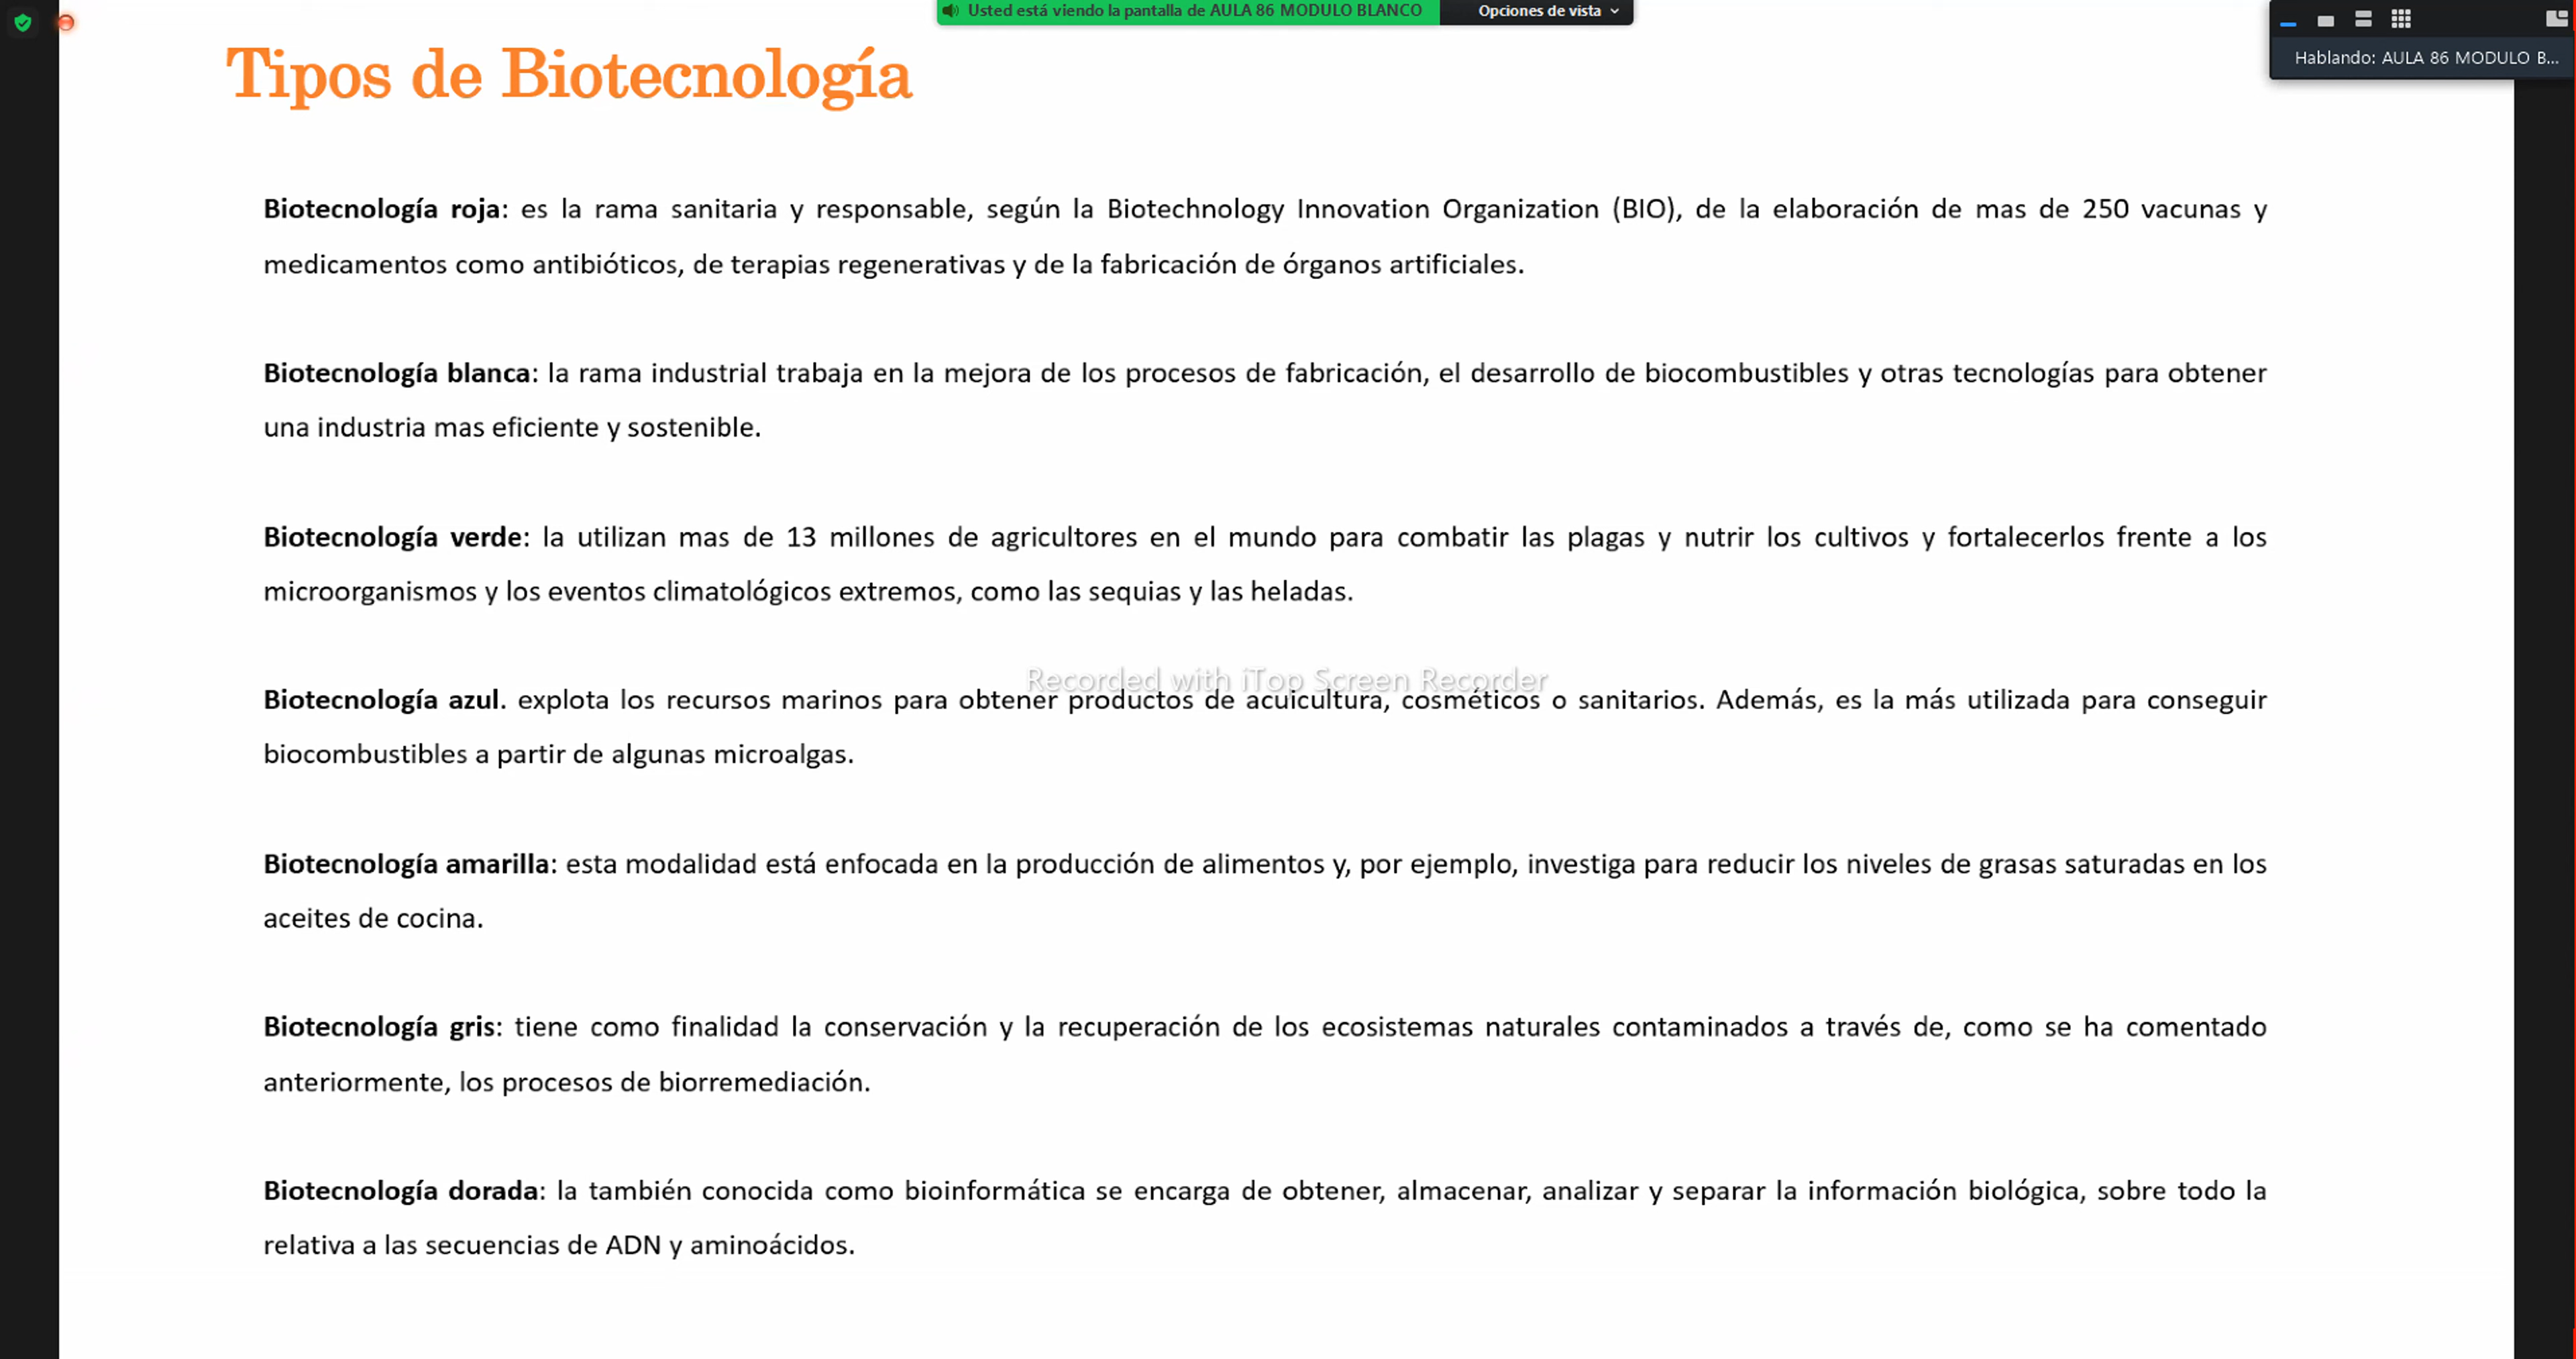 Usted está viendo la pantalla de AULA 86 MODULO BLANCO
Opciones de vista
Hablando: AULA 86 MODULO B...
Tipos de Biotecnología
Biotecnología roja: es la rama sanitaria y responsable, según la Biotechnology Innovation Organization (BIO), de la elaboración de mas de 250 vacunas y
medicamentos como antibióticos, de terapias regenerativas y de la fabricación de órganos artificiales.
Biotecnología blanca: la rama industrial trabaja en la mejora de los procesos de fabricación, el desarrollo de biocombustibles y otras tecnologías para obtener
una industria mas eficiente y sostenible.
Biotecnología verde: la utilizan mas de 13 millones de agricultores en el mundo para combatir las plagas y nutrir los cultivos y fortalecerlos frente a los
microorganismos y los eventos climatológicos extremos, como las sequias y las heladas.
Recorded with iTop Screen Recorder
Biotecnología azul. explota los recursos marinos para obtener productos de acuicultura, cosméticos o sanitarios. Además, es la más utilizada para conseguir
biocombustibles a partir de algunas microalgas.
Biotecnología amarilla: esta modalidad está enfocada en la producción de alimentos y, por ejemplo, investiga para reducir los niveles de grasas saturadas en los
aceites de cocina.
Biotecnología gris: tiene como finalidad la conservación y la recuperación de los ecosistemas naturales contaminados a través de, como se ha comentado
anteriormente, los procesos de biorremediación.
Biotecnología dorada: la también conocida como bioinformática se encarga de obtener, almacenar, analizar y separar la información biológica, sobre todo la
relativa a las secuencias de ADN y aminoácidos.